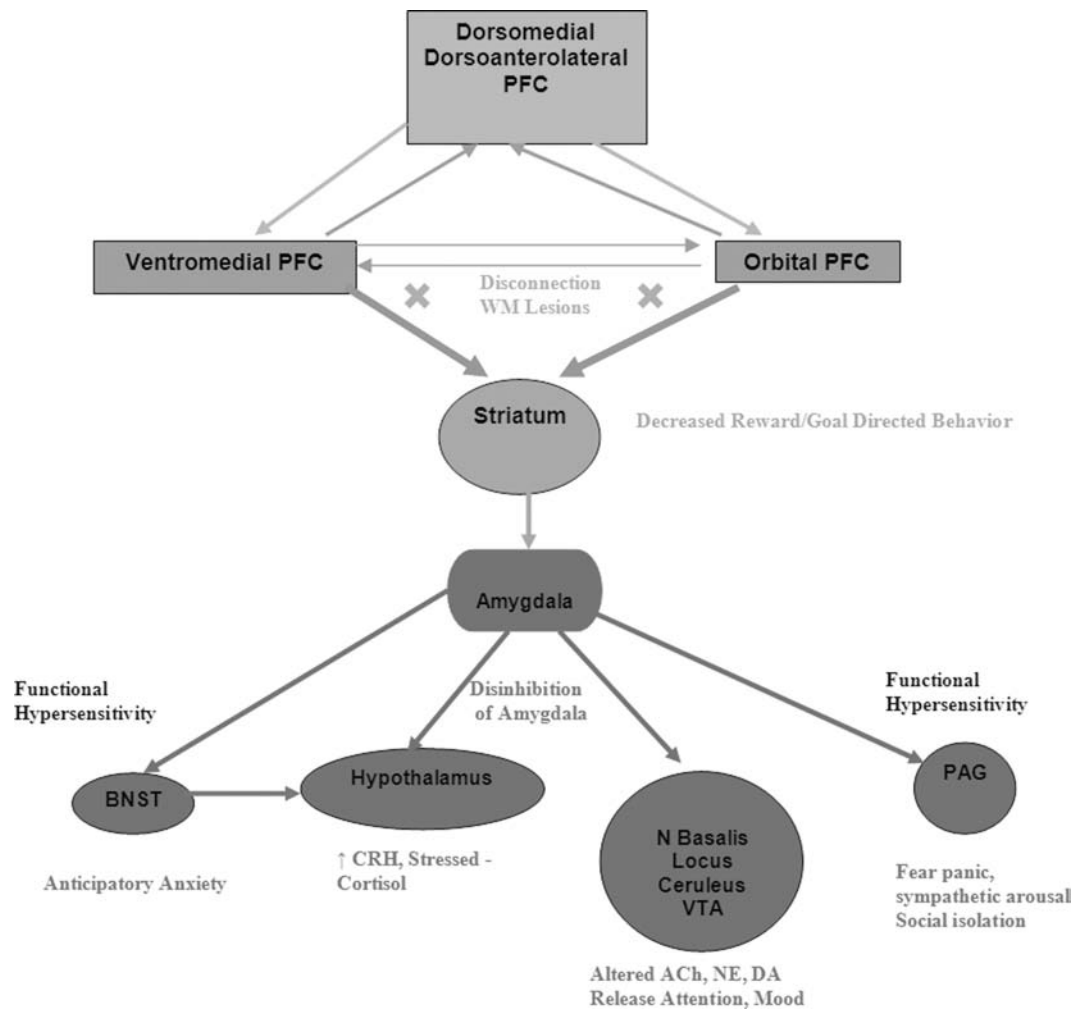 Dorsomedial
Dorsoanterolateral
PFC
Ventromedial PFC
Orbital PFC
Disconnection
WM Lesions
Striatum
Decreased Reward/Goal Directed Behavior
Amygdala
Functional
Hypersensitivity
Disinhibition
of Amygdala
Functional
Hypersensitivity
BNST
Hypothalamus
N Basalis
Locus
Ceruleus
VTA
PAG
Anticipatory Anxiety
↑ CRH, Stressed -
Cortisol
Altered ACh, NE, DA
Release Attention, Mood
Fear panic,
sympathetic arousal
Social isolation